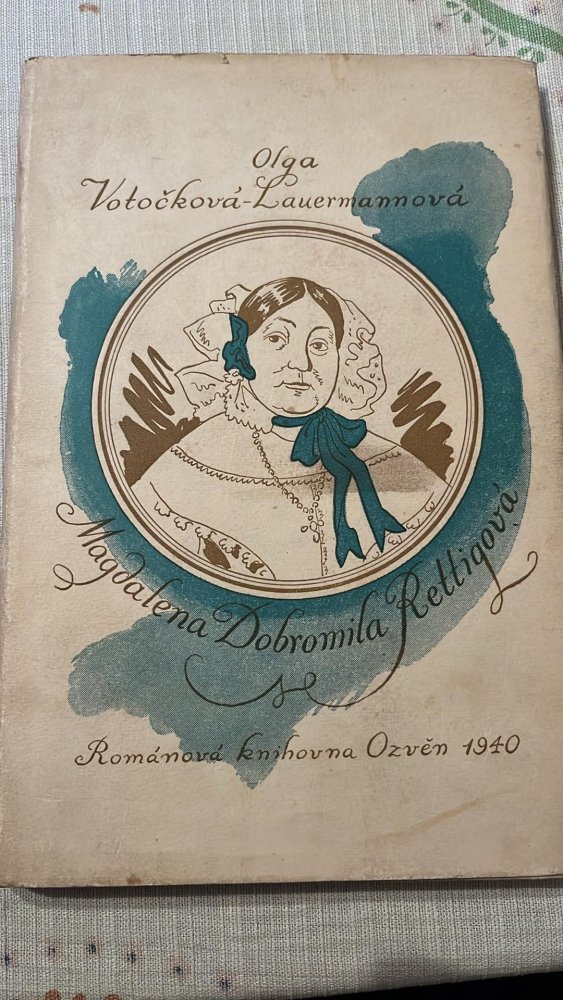 Olga
Votočková-Lauermannová
Magdalena Dobromila Rettigová
Románová knihovna Ozvěn 1940